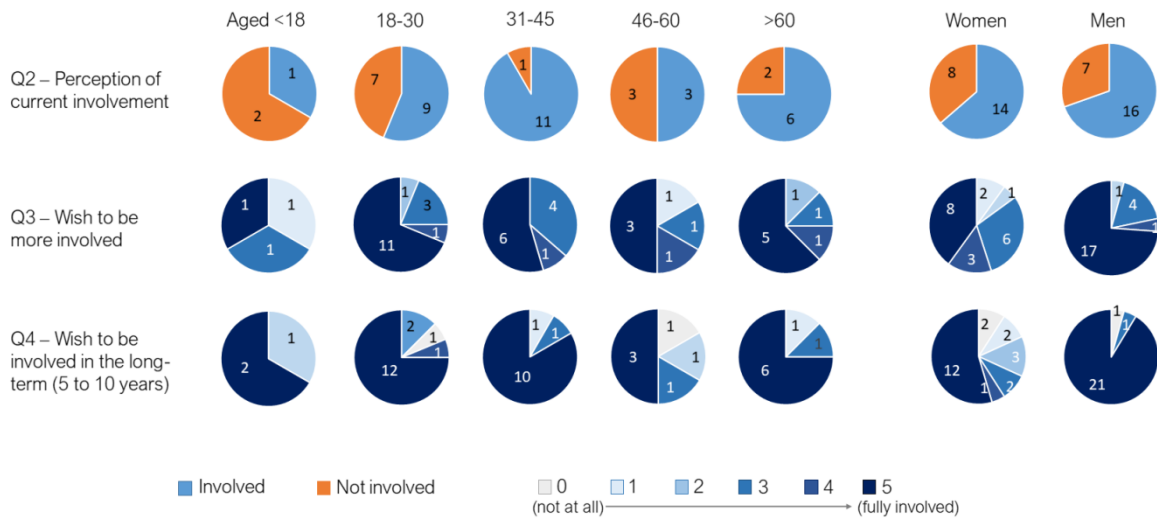 Aged <18 18-30 31-45 46-60 >60 Women Men
Q2 – Perception of
current involvement
1 2
7 9
1 11
3 3
2 6
8 14
7 16
Q3 – Wish to be
more involved
1 1 1
1 3 1 11
4 6 1
1 3 1 1
1 1 1 5
2 1 8 6 3
1 4 1 17
Q4 – Wish to be
involved in the long-
term (5 to 10 years)
1 2
2 1 1 12
1 1 10
1 1 3 1
1 1 6
2 2 3 12 1 2
1 1 21
Involved Not involved 0 1 2 3 4 5
(not at all) (fully involved)